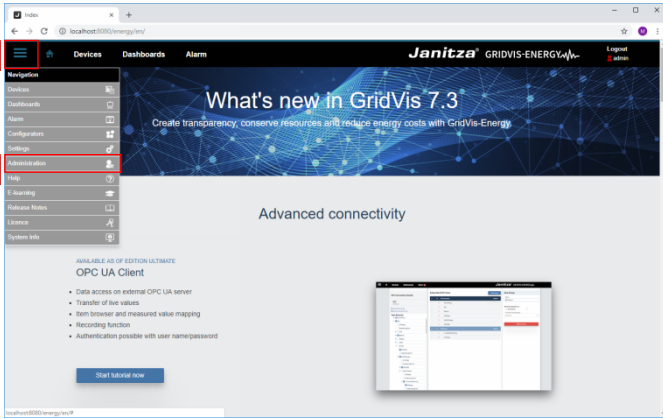 Index
localhost:8080/energy/en/
Devices Dashboards Alarm
Janitza® GRIDVIS-ENERGY
Logout
admin
Navigation
Devices
Dashboards
Alarm
Configurators
Settings
Administration
Help
E-learning
Release Notes
Licence
System Info
What's new in GridVis 7.3
Create transparency, conserve resources and reduce energy costs with GridVis-Energy.
Advanced connectivity
AVAILABLE AS OF EDITION ULTIMATE
OPC UA Client
• Data access on external OPC UA server
• Transfer of live values
• Item browser and measured value mapping
• Recording function
• Authentication possible with user name/password
Start tutorial now
localhost:8080/energy/en/#